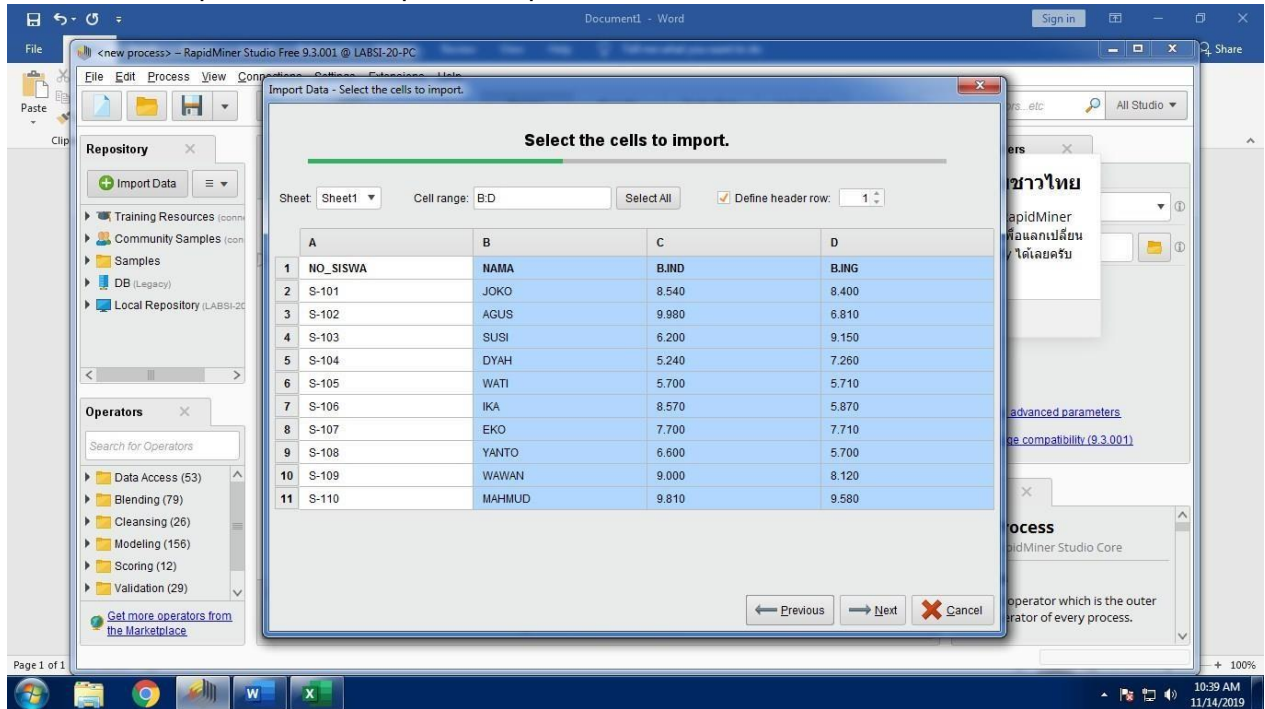 Document1 - Word
Sign in
File
Share
Paste
Clip
<new process> – RapidMiner Studio Free 9.3.001 @ LABSI-20-PC
File Edit Process View
All Studio
Repository
Import Data
Training Resources
Community Samples
Samples
DB (Legacy)
Local Repository
Operators
Search for Operators
Data Access (53)
Blending (79)
Cleansing (26)
Modeling (156)
Scoring (12)
Validation (29)
Get more operators from
the Marketplace
Import Data - Select the cells to import.
Select the cells to import.
Sheet: Sheet1 Cell range: B:D Select All Define header row: 1
A B C D
1 NO_SISWA NAMA B.IND B.ING
2 S-101 JOKO 8.540 8.400
3 S-102 AGUS 9.980 6.810
4 S-103 SUSI 6.200 9.150
5 S-104 DYAH 5.240 7.260
6 S-105 WATI 5.700 5.710
7 S-106 IKA 8.570 5.870
8 S-107 EKO 7.700 7.710
9 S-108 YANTO 6.600 5.700
10 S-109 WAWAN 9.000 8.120
11 S-110 MAHMUD 9.810 9.580
Previous Next Cancel
ชาวไทย
apidMiner
ได้เลยครับ
advanced parameters
ge compatibility (9.3.001)
ocess
pidMiner Studio Core
operator which is the outer
erator of every process.
Page 1 of 1
100%
10:39 AM
11/14/2019